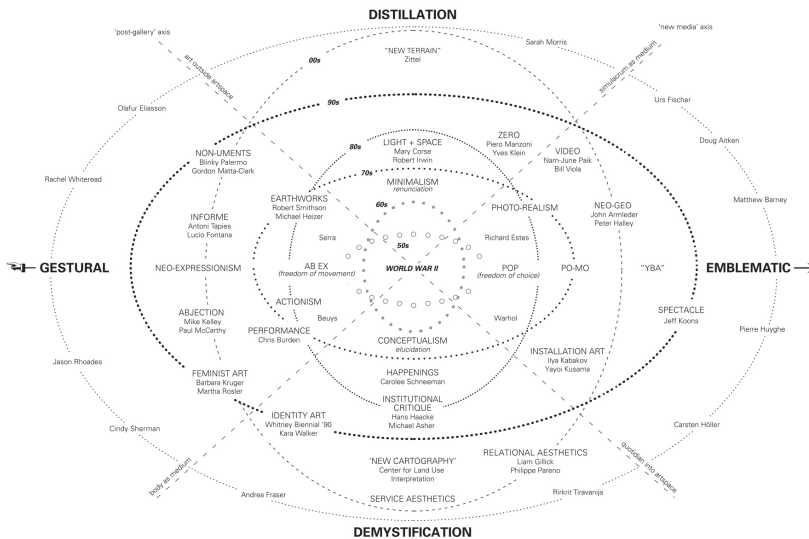 DISTILLATION
'post-gallery' axis
'new media' axis
Sarah Morris
"NEW TERRAIN"
Zittel
art outside artspace
00s
simulacrum as medium
Urs Fischer
90s
Olafur Eliasson
ZERO
Piero Manzoni
Yves Klein
Doug Aitken
80s
LIGHT + SPACE
Mary Corse
Robert Irwin
NON-UMENTS
Blinky Palermo
Gordon Matta-Clark
VIDEO
Nam-June Paik
Bill Viola
70s
MINIMALISM
renunciation
Rachel Whiteread
EARTHWORKS
Robert Smithson
Michael Heizer
60s
PHOTO-REALISM
NEO-GEO
John Armleder
Peter Halley
Matthew Barney
INFORME
Antoni Tapies
Lucio Fontana
Serra
50s
Richard Estes
GESTURAL
NEO-EXPRESSIONISM
AB EX
(freedom of movement)
WORLD WAR II
POP
(freedom of choice)
PO-MO
"YBA"
EMBLEMATIC
ACTIONISM
ABJECTION
Mike Kelley
Paul McCarthy
Beuys
Warhol
SPECTACLE
Jeff Koons
PERFORMANCE
Chris Burden
CONCEPTUALISM
elucidation
Pierre Huyghe
Jason Rhoades
INSTALLATION ART
Ilya Kabakov
Yayoi Kusama
FEMINIST ART
Barbara Kruger
Martha Rosler
HAPPENINGS
Carolee Schneeman
INSTITUTIONAL
CRITIQUE
Hans Haacke
Michael Asher
IDENTITY ART
Whitney Biennial '90
Kara Walker
Cindy Sherman
Carsten Höller
body as medium
'NEW CARTOGRAPHY'
Center for Land Use
Interpretation
RELATIONAL AESTHETICS
Liam Gillick
Philippe Pareno
quotidian into artspace
Andrea Fraser
SERVICE AESTHETICS
Rirkrit Tiravanija
DEMYSTIFICATION